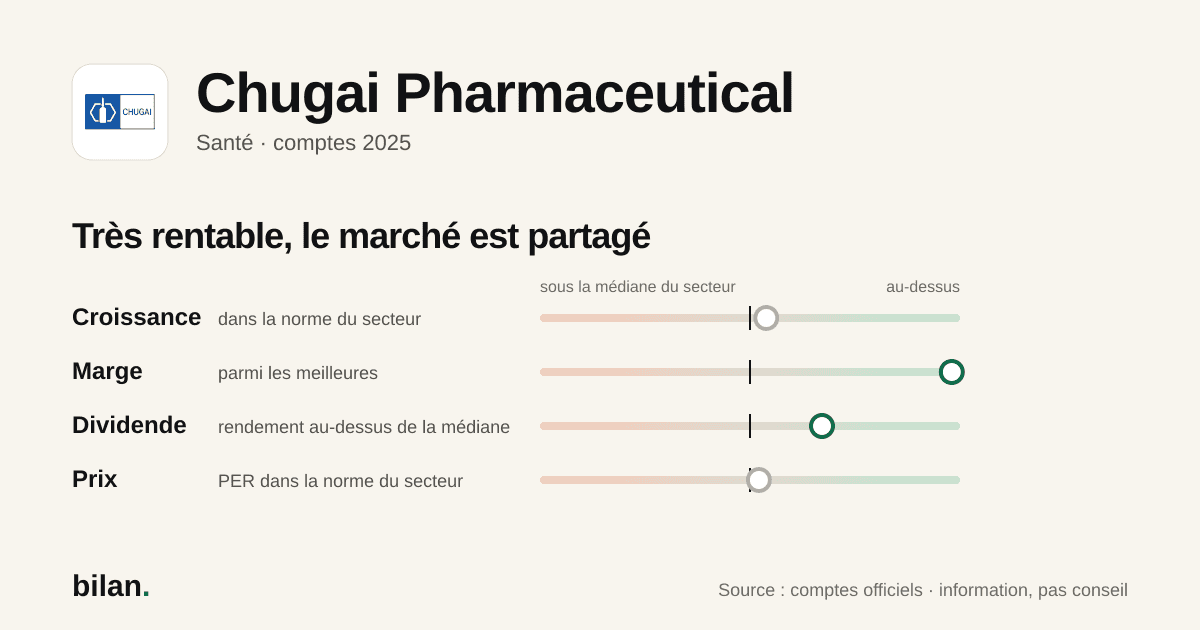 CHUGAI
Chugai Pharmaceutical
Santé · comptes 2025
Très rentable, le marché est partagé
sous la médiane du secteur au-dessus
Croissance dans la norme du secteur
Marge parmi les meilleures
Dividende rendement au-dessus de la médiane
Prix PER dans la norme du secteur
bilan.
Source : comptes officiels · information, pas conseil